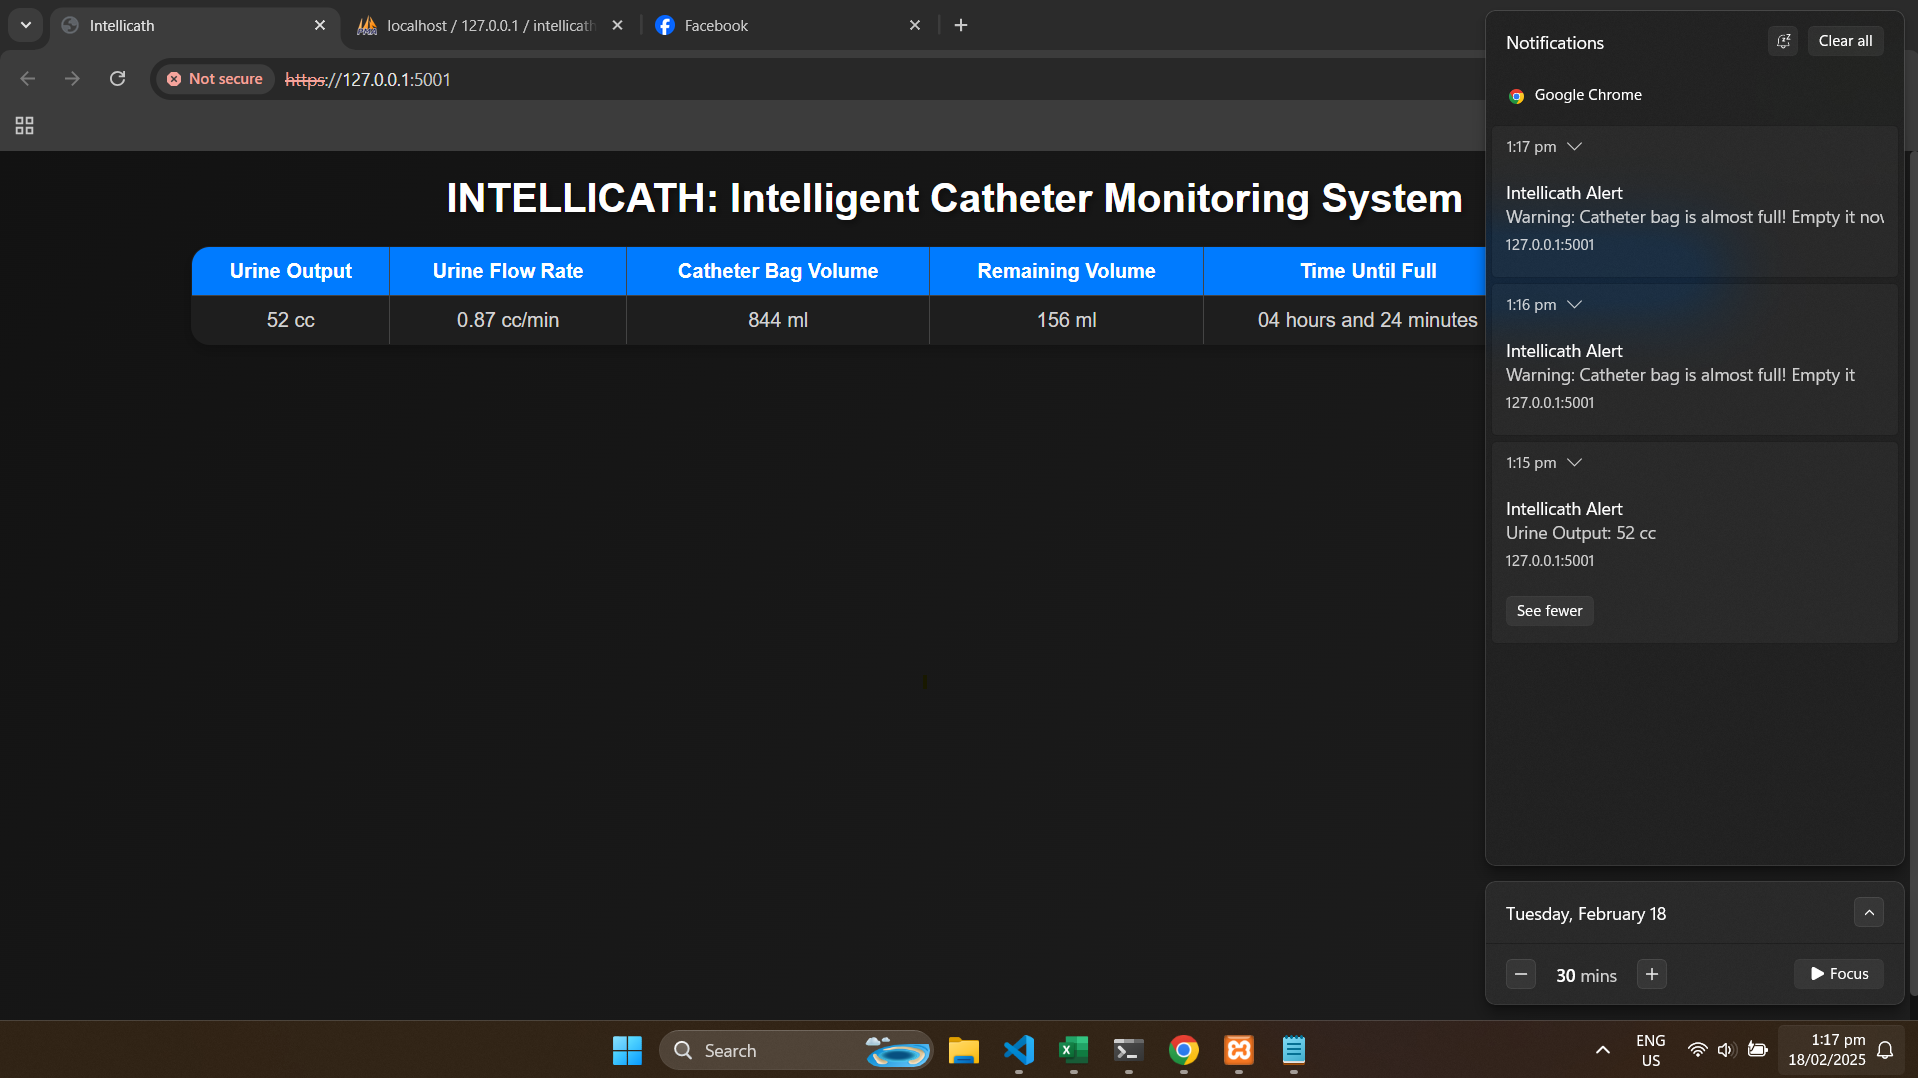 Intellicath
localhost / 127.0.0.1 / intellicath
Facebook
Not secure
https://127.0.0.1:5001
INTELLICATH: Intelligent Catheter Monitoring System
Urine Output Urine Flow Rate Catheter Bag Volume Remaining Volume Time Until Full
52 cc 0.87 cc/min 844 ml 156 ml 04 hours and 24 minutes
Notifications
Clear all
Google Chrome
1:17 pm
Intellicath Alert
Warning: Catheter bag is almost full! Empty it
127.0.0.1:5001
1:16 pm
Intellicath Alert
Warning: Catheter bag is almost full! Empty it
127.0.0.1:5001
1:15 pm
Intellicath Alert
Urine Output: 52 cc
127.0.0.1:5001
See fewer
Tuesday, February 18
30 mins
Focus
Search
ENG
US
1:17 pm
18/02/2025